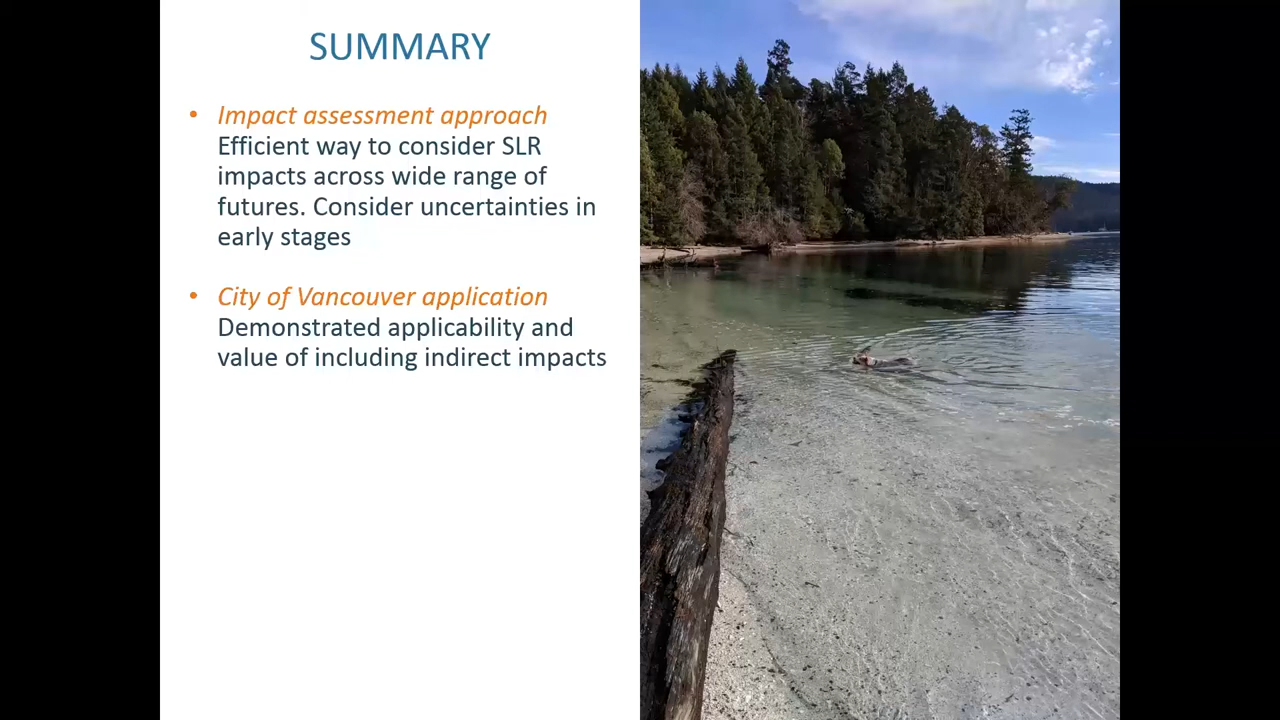 SUMMARY
• Impact assessment approach
Efficient way to consider SLR
impacts across wide range of
futures. Consider uncertainties in
early stages
• City of Vancouver application
Demonstrated applicability and
value of including indirect impacts